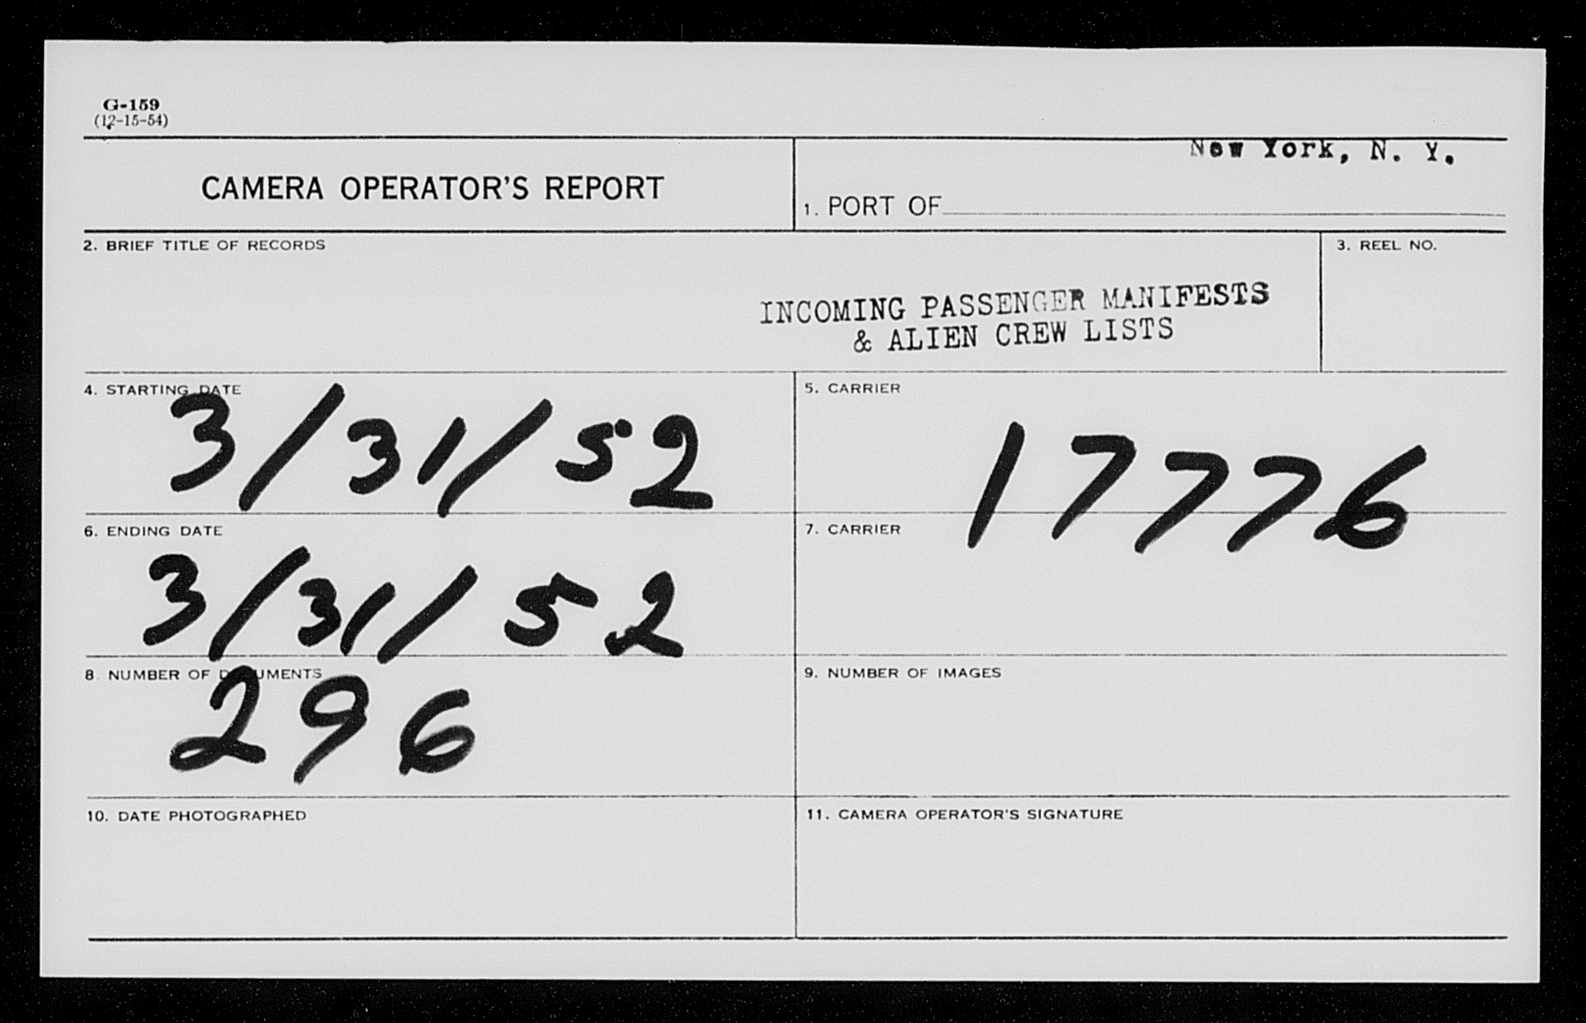 G-159
(12-15-54)
CAMERA OPERATOR'S REPORT
New York, N. Y.
1. PORT OF
2. BRIEF TITLE OF RECORDS
INCOMING PASSENGER MANIFESTS
& ALIEN CREW LISTS
3. REEL NO.
4. STARTING DATE
3/31/52
5. CARRIER
17776
6. ENDING DATE
3/31/52
7. CARRIER
8. NUMBER OF DOCUMENTS
296
9. NUMBER OF IMAGES
10. DATE PHOTOGRAPHED
11. CAMERA OPERATOR'S SIGNATURE